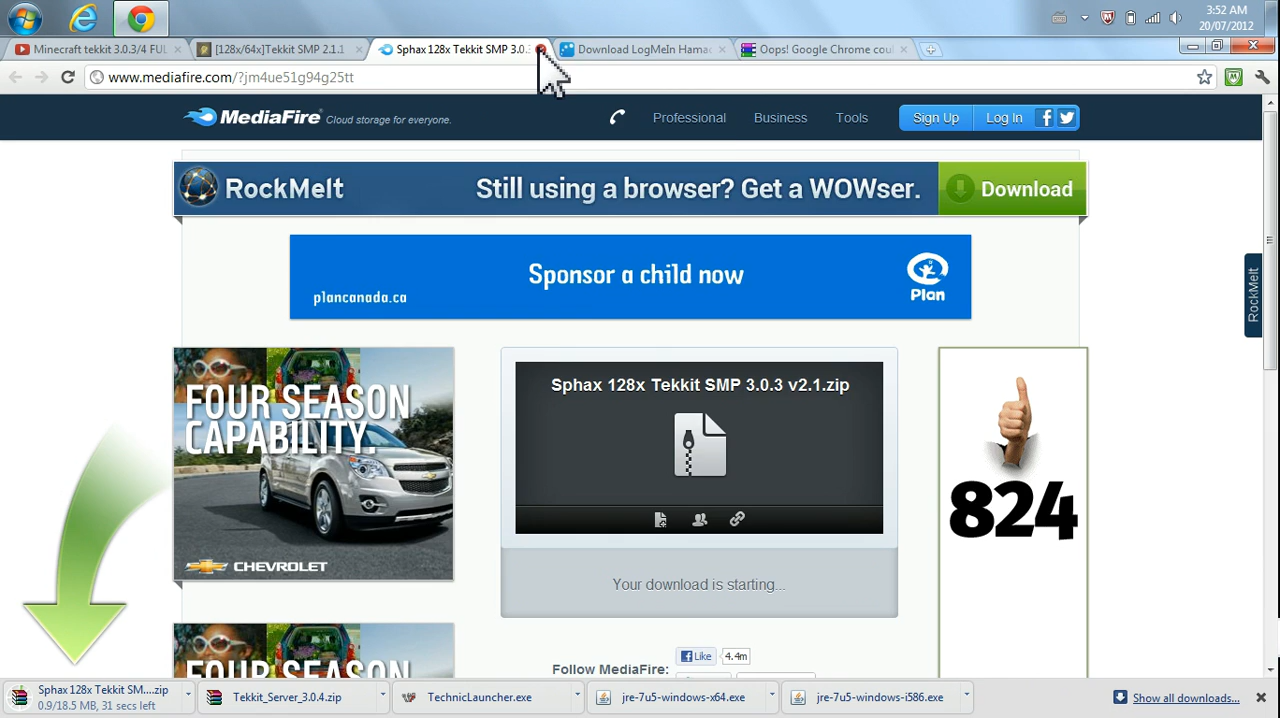 3:52 AM
20/07/2012
Minecraft tekkit 3.0.3/4 FUL
[128x/64x]Tekkit SMP 2.1.1
Sphax 128x Tekkit SMP 3.0.
Download LogMeIn Hamac
Oops! Google Chrome coul
www.mediafire.com/?jm4ue51g94g25tt
MediaFire
Cloud storage for everyone.
Professional
Business
Tools
Sign Up
Log In
RockMelt
Still using a browser? Get a WOWser.
Download
Sponsor a child now
plancanada.ca
Plan
RockMelt
FOUR SEASON
CAPABILITY.
CHEVROLET
Sphax 128x Tekkit SMP 3.0.3 v2.1.zip
824
Your download is starting...
FOUR SEASON
Follow MediaFire:
Like
4.4m
Sphax 128x Tekkit SM....zip
0.9/18.5 MB, 31 secs left
Tekkit_Server_3.0.4.zip
TechnicLauncher.exe
jre-7u5-windows-x64.exe
jre-7u5-windows-i586.exe
Show all downloads...